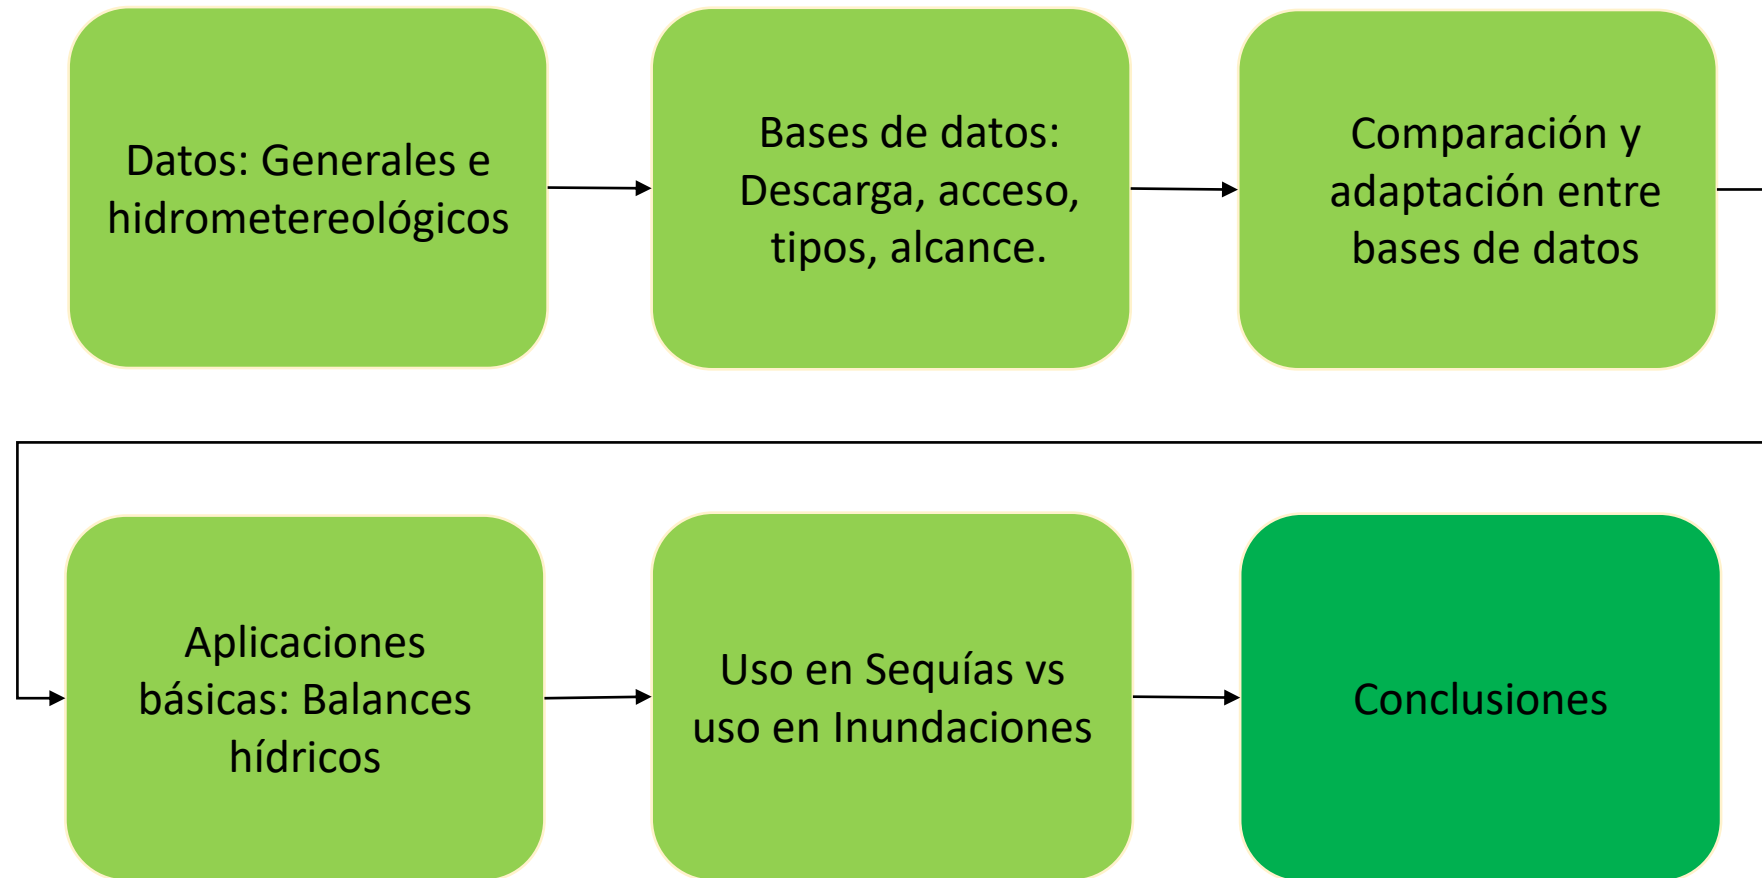 Datos: Generales e
hidrometereológicos
Bases de datos:
Descarga, acceso,
tipos, alcance.
Comparación y
adaptación entre
bases de datos
Aplicaciones
básicas: Balances
hídricos
Uso en Sequías vs
uso en Inundaciones
Conclusiones